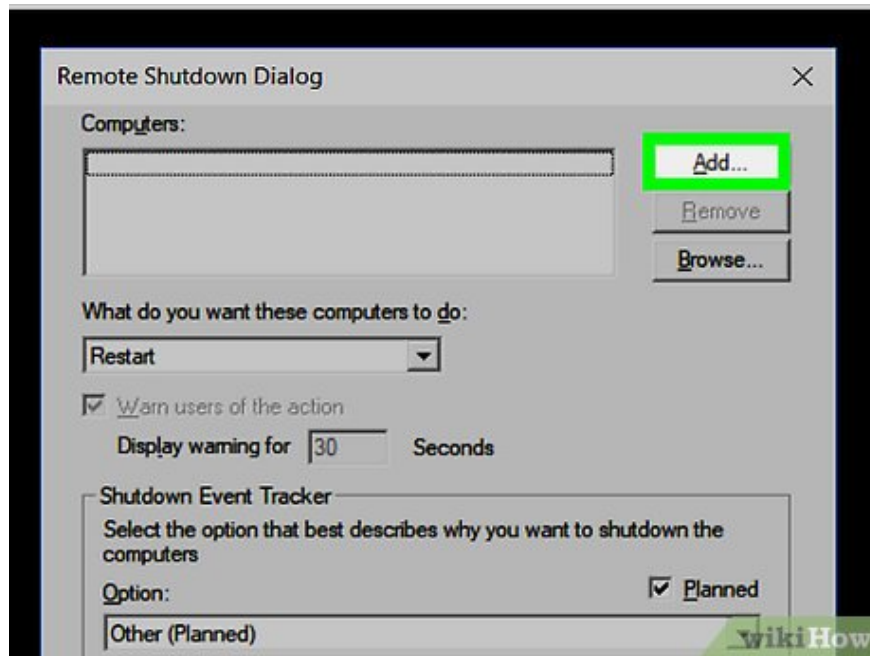 Remote Shutdown Dialog
Computers:
Add...
Remove
Browse...
What do you want these computers to do:
Restart
Warn users of the action
Display warning for 30 Seconds
Shutdown Event Tracker
Select the option that best describes why you want to shutdown the
computers
Option:
Planned
Other (Planned)
wikiHow